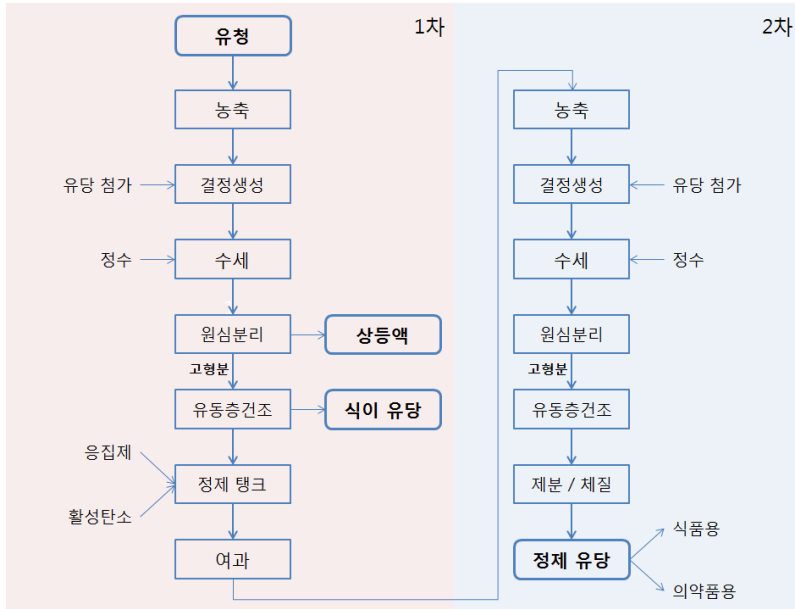 1차
유청
농축
유당 첨가
결정생성
정수
수세
원심분리
상등액
고형분
유동층건조
식이 유당
응집제
정제 탱크
활성탄소
여과
2차
농축
결정생성
유당 첨가
수세
정수
원심분리
고형분
유동층건조
제분 / 체질
정제 유당
식품용
의약품용